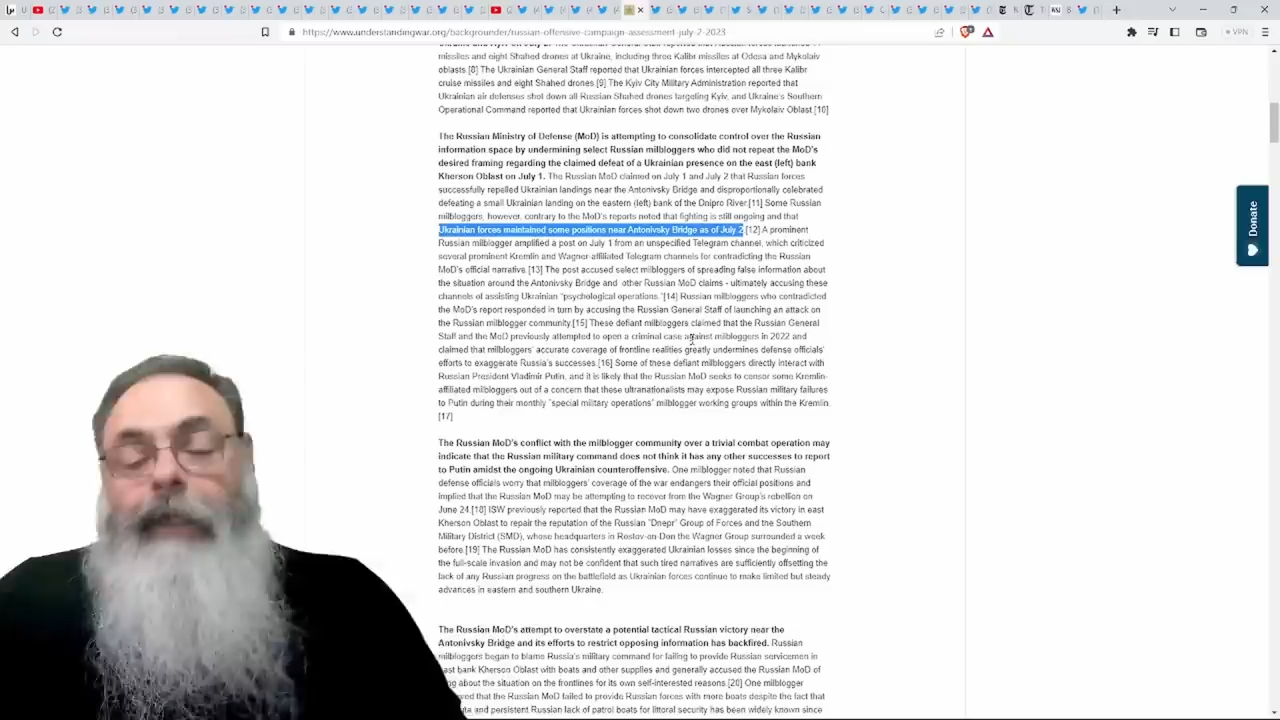 https://www.understandingwar.org/backgrounder/russian-offensive-campaign-assessment-july-2-2023
VPN
missiles and eight Shahed drones at Ukraine, including three Kalibr missiles at Odesa and Mykolaiv
oblasts [8] The Ukrainian General Staff reported that Ukrainian forces intercepted all three Kalibr
cruise missiles and eight Shahed drones [9] The Kyiv City Military Administration reported that
Ukrainian air defenses shot down all Russian Shahed drones targeting Kyiv, and Ukraine's Southern
Operational Command reported that Ukrainian forces shot down two drones over Mykolaiv Oblast.[10]
The Russian Ministry of Defense (MoD) is attempting to consolidate control over the Russian
information space by undermining select Russian milbloggers who did not repeat the MoD's
desired framing regarding the claimed defeat of a Ukrainian presence on the east (left) bank
Kherson Oblast on July 1. The Russian MoD claimed on July 1 and July 2 that Russian forces
successfully repelled Ukrainian landings near the Antonivsky Bridge and disproportionally celebrated
defeating a small Ukrainian landing on the eastern (left) bank of the Dnipro River.[11] Some Russian
milbloggers, however, contrary to the MoD's reports noted that fighting is still ongoing and that
Ukrainian forces maintained some positions near Antonivsky Bridge as of July 2.[12] A prominent
Russian milblogger amplified a post on July 1 from an unspecified Telegram channel, which criticized
several prominent Kremlin and Wagner-affiliated Telegram channels for contradicting the Russian
MoD's official narrative.[13] The post accused select milbloggers of spreading false information about
the situation around the Antonivsky Bridge and other Russian MoD claims - ultimately accusing these
channels of assisting Ukrainian "psychological operations."[14] Russian milbloggers who contradicted
the MoD's report responded in turn by accusing the Russian General Staff of launching an attack on
the Russian milblogger community.[15] These defiant milbloggers claimed that the Russian General
Staff and the MoD previously attempted to open a criminal case against milbloggers in 2022 and
claimed that milbloggers' accurate coverage of frontline realities greatly undermines defense officials'
efforts to exaggerate Russia's successes.[16] Some of these defiant milbloggers directly interact with
Russian President Vladimir Putin, and it is likely that the Russian MoD seeks to censor some Kremlin-
affiliated milbloggers out of a concern that these ultranationalists may expose Russian military failures
to Putin during their monthly "special military operations" milblogger working groups within the Kremlin.
[17]
The Russian MoD's conflict with the milblogger community over a trivial combat operation may
indicate that the Russian military command does not think it has any other successes to report
to Putin amidst the ongoing Ukrainian counteroffensive. One milblogger noted that Russian
defense officials worry that milbloggers' coverage of the war endangers their official positions and
implied that the Russian MoD may be attempting to recover from the Wagner Group's rebellion on
June 24.[18] ISW previously reported that the Russian MoD may have exaggerated its victory in east
Kherson Oblast to repair the reputation of the Russian "Dnepr" Group of Forces and the Southern
Military District (SMD), whose headquarters in Rostov-on-Don the Wagner Group surrounded a week
before.[19] The Russian MoD has consistently exaggerated Ukrainian losses since the beginning of
the full-scale invasion and may not be confident that such tired narratives are sufficiently offsetting the
lack of any Russian progress on the battlefield as Ukrainian forces continue to make limited but steady
advances in eastern and southern Ukraine.
The Russian MoD's attempt to overstate a potential tactical Russian victory near the
Antonivsky Bridge and its efforts to restrict opposing information has backfired. Russian
milbloggers began to blame Russia's military command for failing to provide Russian servicemen in
east bank Kherson Oblast with boats and other supplies and generally accused the Russian MoD of
about the situation on the frontlines for its own self-interested reasons.[20] One milblogger
that the Russian MoD failed to provide Russian forces with more boats despite the fact that
and persistent Russian lack of patrol boats for littoral security has been widely known since
Donate